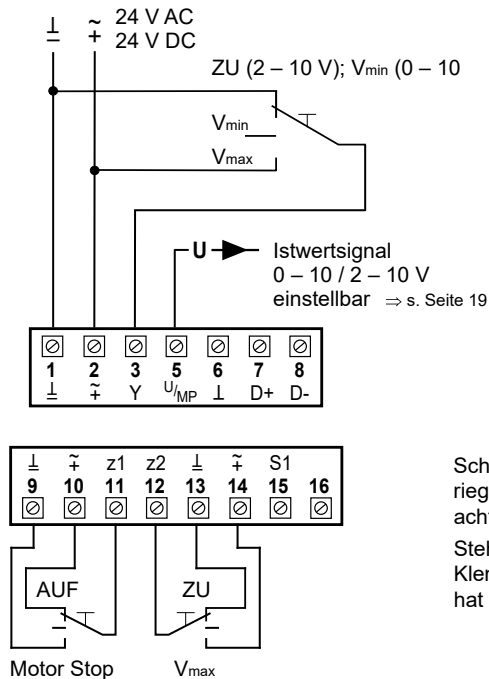 ⊥ ~ 24 V AC
+ 24 V DC
ZU (2 – 10 V); Vmin (0 – 10
Vmin
Vmax
U Istwertsignal
0 – 10 / 2 – 10 V
einstellbar ⇒ s. Seite 19
1 2 3 5 6 7 8
⊥ ~+ Y U/MP ⊥ D+ D-
⊥ ~+ z1 z2 ⊥ ~+ S1
9 10 11 12 13 14 15 16
AUF ZU
Motor Stop Vmax
Sch
rieg
acht
Stel
Kler
hat